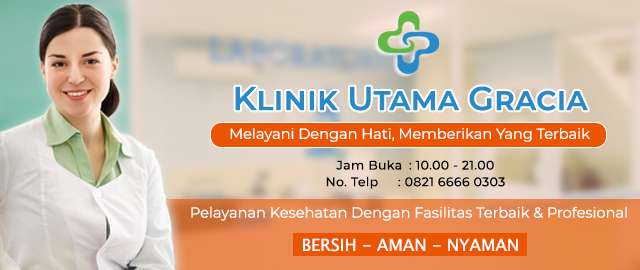 LABORATORIUM
KLINIK UTAMA GRACIA
Melayani Dengan Hati, Memberikan Yang Terbaik
Jam Buka : 10.00 - 21.00
No. Telp : 0821 6666 0303
Pelayanan Kesehatan Dengan Fasilitas Terbaik & Profesional
BERSIH – AMAN – NYAMAN